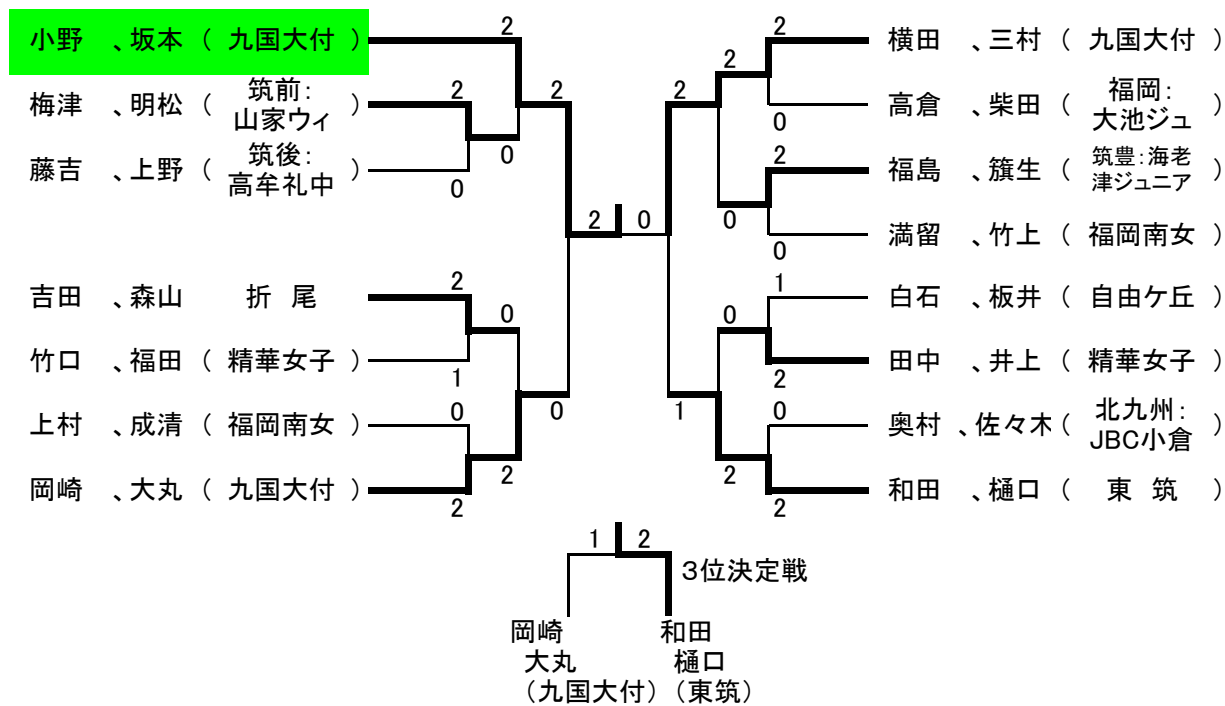 小野 、坂本 ( 九国大付 )
梅津 、明松 ( 筑前:
山家ウィ )
藤吉 、上野 ( 筑後:
高牟礼中 )
吉田 、森山 折 尾
竹口 、福田 ( 精華女子 )
上村 、成清 ( 福岡南女 )
岡崎 、大丸 ( 九国大付 )
2
2
2
0
0
2
2
0
1
0
0
2
2
2
0
2
2
0
2
0
2
0
0
1
0
2
1
0
2
2
横田 、三村 ( 九国大付 )
高倉 、柴田 ( 福岡:
大池ジュ )
福島 、籏生 ( 筑豊:海老
津ジュニア )
満留 、竹上 ( 福岡南女 )
白石 、板井 ( 自由ケ丘 )
田中 、井上 ( 精華女子 )
奥村 、佐々木 ( 北九州:
JBC小倉 )
和田 、樋口 ( 東 筑 )
1 2
3位決定戦
岡崎
大丸
(九国大付)
和田
樋口
(東筑)